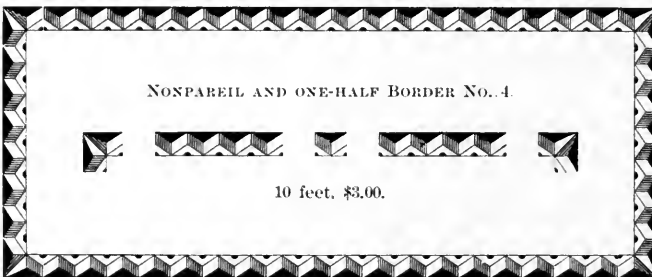 Nonpareil and one-half Border No. 4.
10 feet, $3.00.